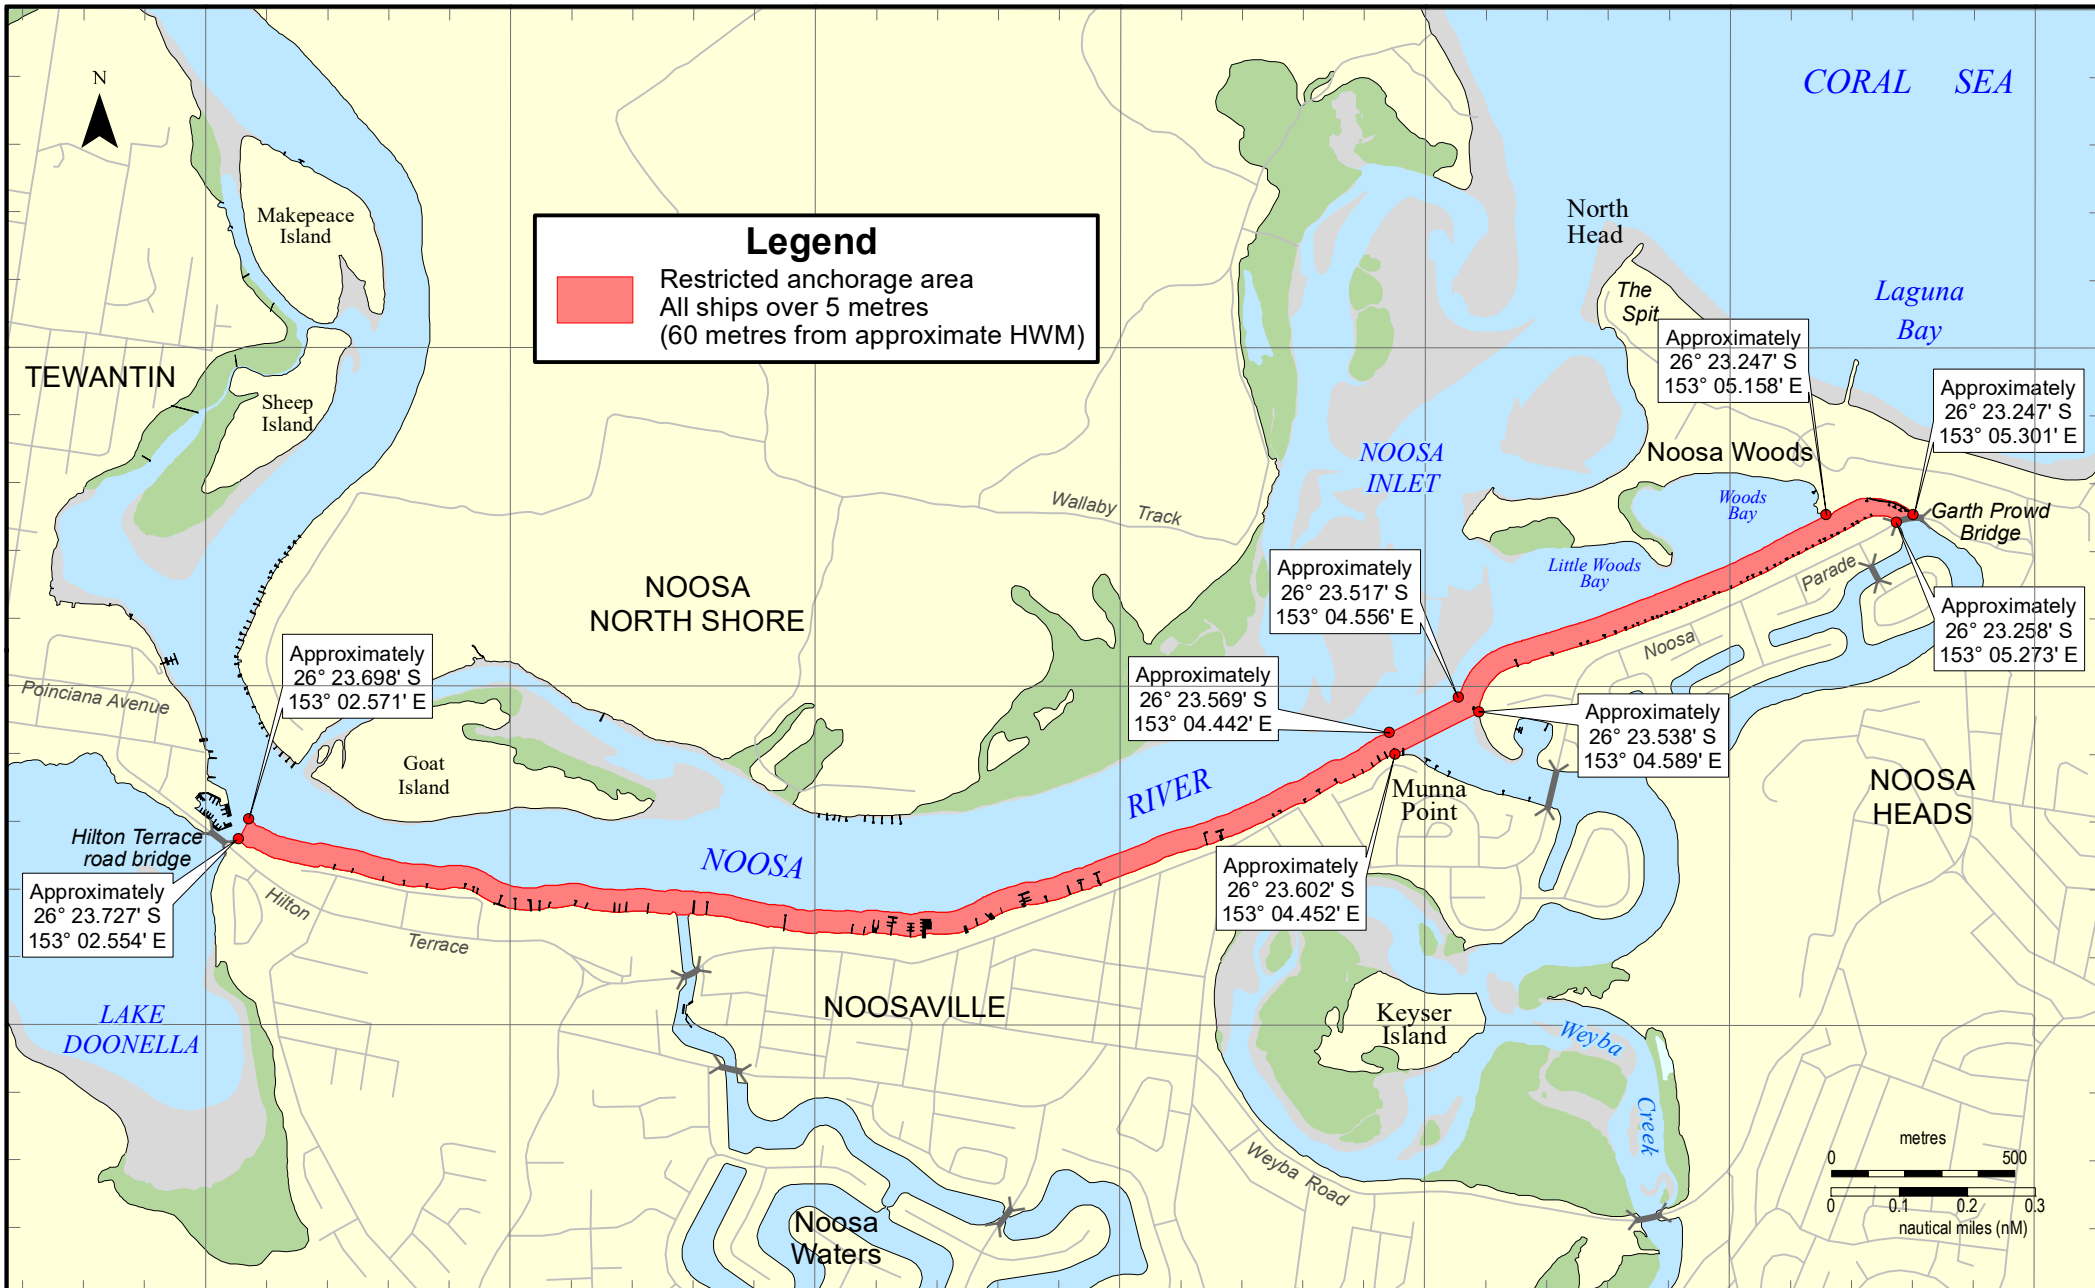 N
CORAL SEA
Makepeace
Island
North
Head
Legend
Restricted anchorage area
All ships over 5 metres
(60 metres from approximate HWM)
The
Spit
Laguna
Bay
Approximately
26° 23.247' S
153° 05.158' E
TEWANTIN
Sheep
Island
Approximately
26° 23.247' S
153° 05.301' E
NOOSA
INLET
Noosa Woods
Wallaby Track
Woods
Bay
Garth Prowd
Bridge
Little Woods
Bay
Parade
Noosa
NOOSA
NORTH SHORE
Approximately
26° 23.517' S
153° 04.556' E
Approximately
26° 23.258' S
153° 05.273' E
Approximately
26° 23.698' S
153° 02.571' E
Poinciana Avenue
Approximately
26° 23.569' S
153° 04.442' E
Approximately
26° 23.538' S
153° 04.589' E
Goat
Island
RIVER
Munna
Point
NOOSA
HEADS
Hilton Terrace
road bridge
NOOSA
Approximately
26° 23.727' S
153° 02.554' E
Hilton
Terrace
Approximately
26° 23.602' S
153° 04.452' E
LAKE
DOONELLA
NOOSAVILLE
Keyser
Island
Weyba
Creek
Weyba Road
Noosa
Waters
metres
0 500
0 0.1 0.2 0.3
nautical miles (nM)